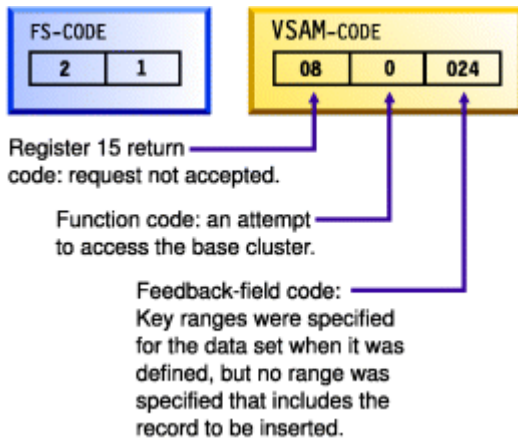 FS-CODE
2 1
VSAM-CODE
08 0 024
Register 15 return
code: request not accepted.
Function code: an attempt
to access the base cluster.
Feedback-field code:
Key ranges were specified
for the data set when it was
defined, but no range was
specified that includes the
record to be inserted.